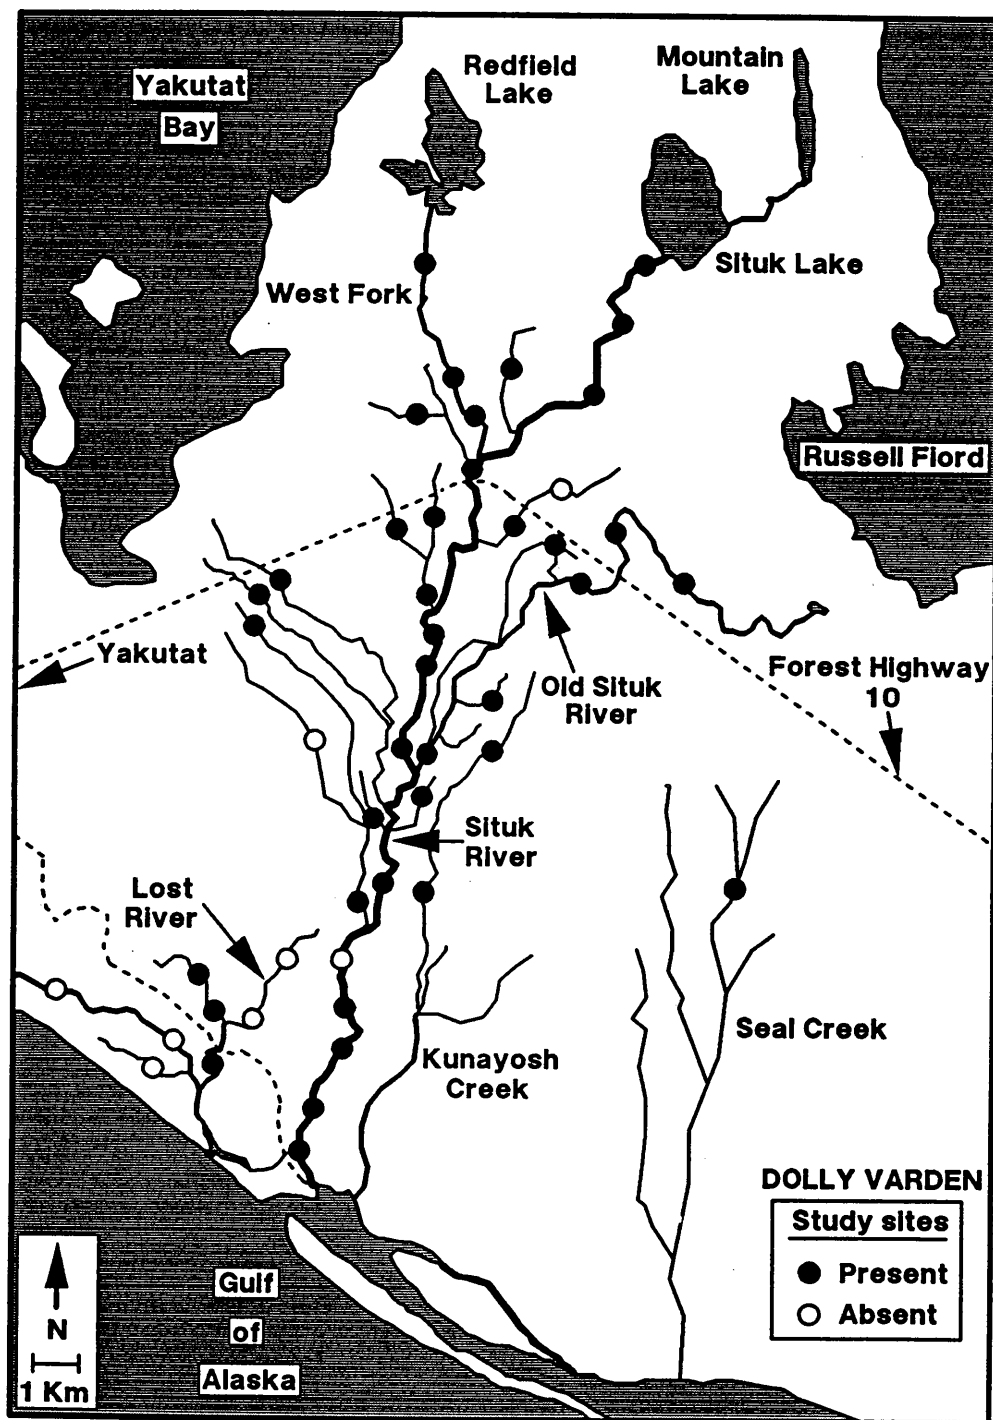 Yakutat
Bay
Redfield
Lake
Mountain
Lake
Situk Lake
West Fork
Russell Fiord
Yakutat
Old Situk
River
Forest Highway
10
Situk
River
Lost
River
Kunayosh
Creek
Seal Creek
DOLLY VARDEN
Study sites
Present
Absent
N
1 Km
Gulf
of
Alaska